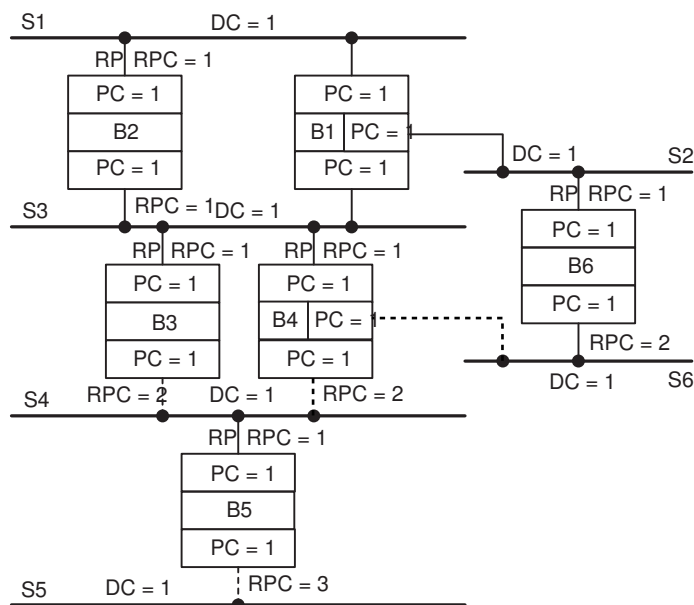 S1 DC = 1
RP RPC = 1
PC = 1 PC = 1
B2 B1 PC = 1
PC = 1 PC = 1
DC = 1 S2
RPC = 1 DC = 1 RP RPC = 1
S3
PC = 1
RP RPC = 1 RP RPC = 1
B6
PC = 1 PC = 1
B3 B4 PC = 1 PC = 1
PC = 1 PC = 1
RPC = 2
RPC = 2 DC = 1 RPC = 2 DC = 1 S6
S4
RP RPC = 1
PC = 1
B5
PC = 1
S5 DC = 1 RPC = 3